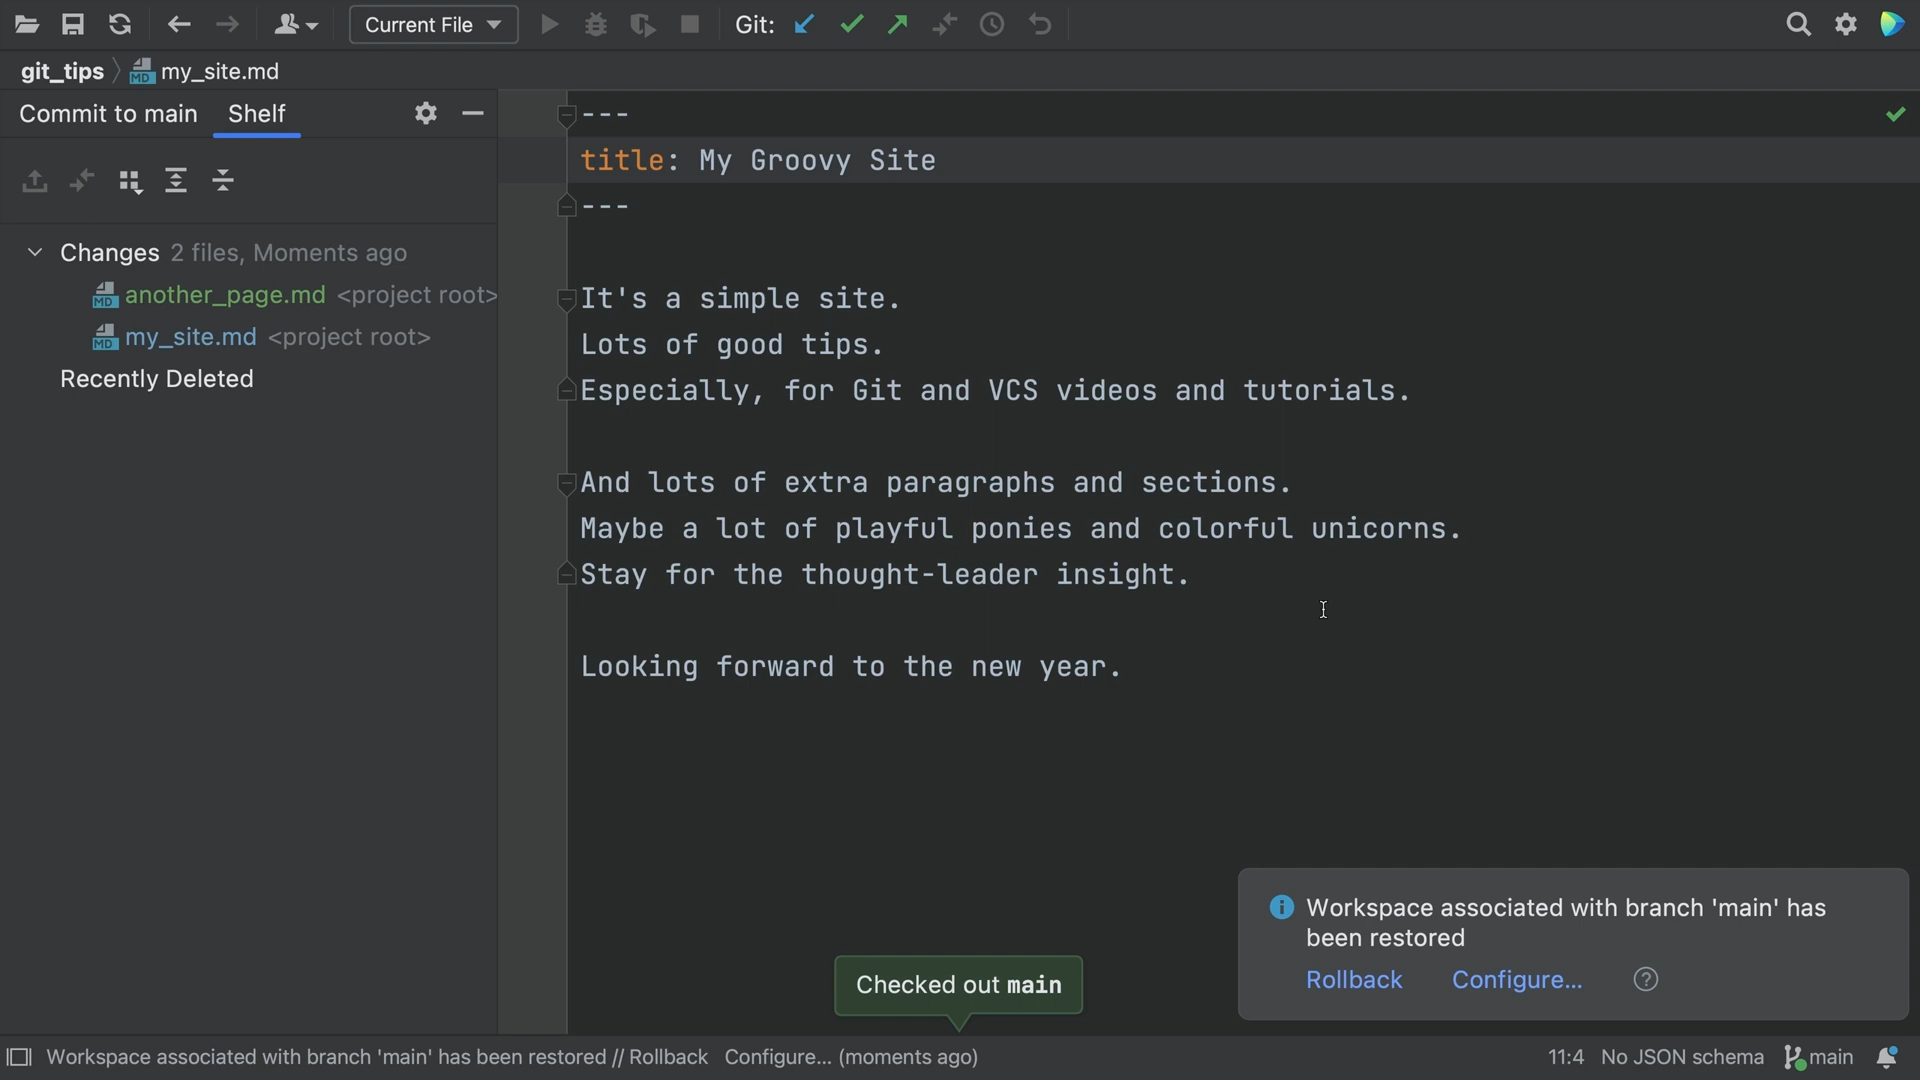 Current File
Git:
git_tips
my_site.md
Commit to main
Shelf
Changes 2 files, Moments ago
another_page.md <project root>
my_site.md <project root>
Recently Deleted
---
title: My Groovy Site
---
It's a simple site.
Lots of good tips.
Especially, for Git and VCS videos and tutorials.
And lots of extra paragraphs and sections.
Maybe a lot of playful ponies and colorful unicorns.
Stay for the thought-leader insight.
Looking forward to the new year.
Workspace associated with branch 'main' has
been restored
Rollback Configure...
Checked out main
Workspace associated with branch 'main' has been restored // Rollback Configure... (moments ago)
11:4 No JSON schema main